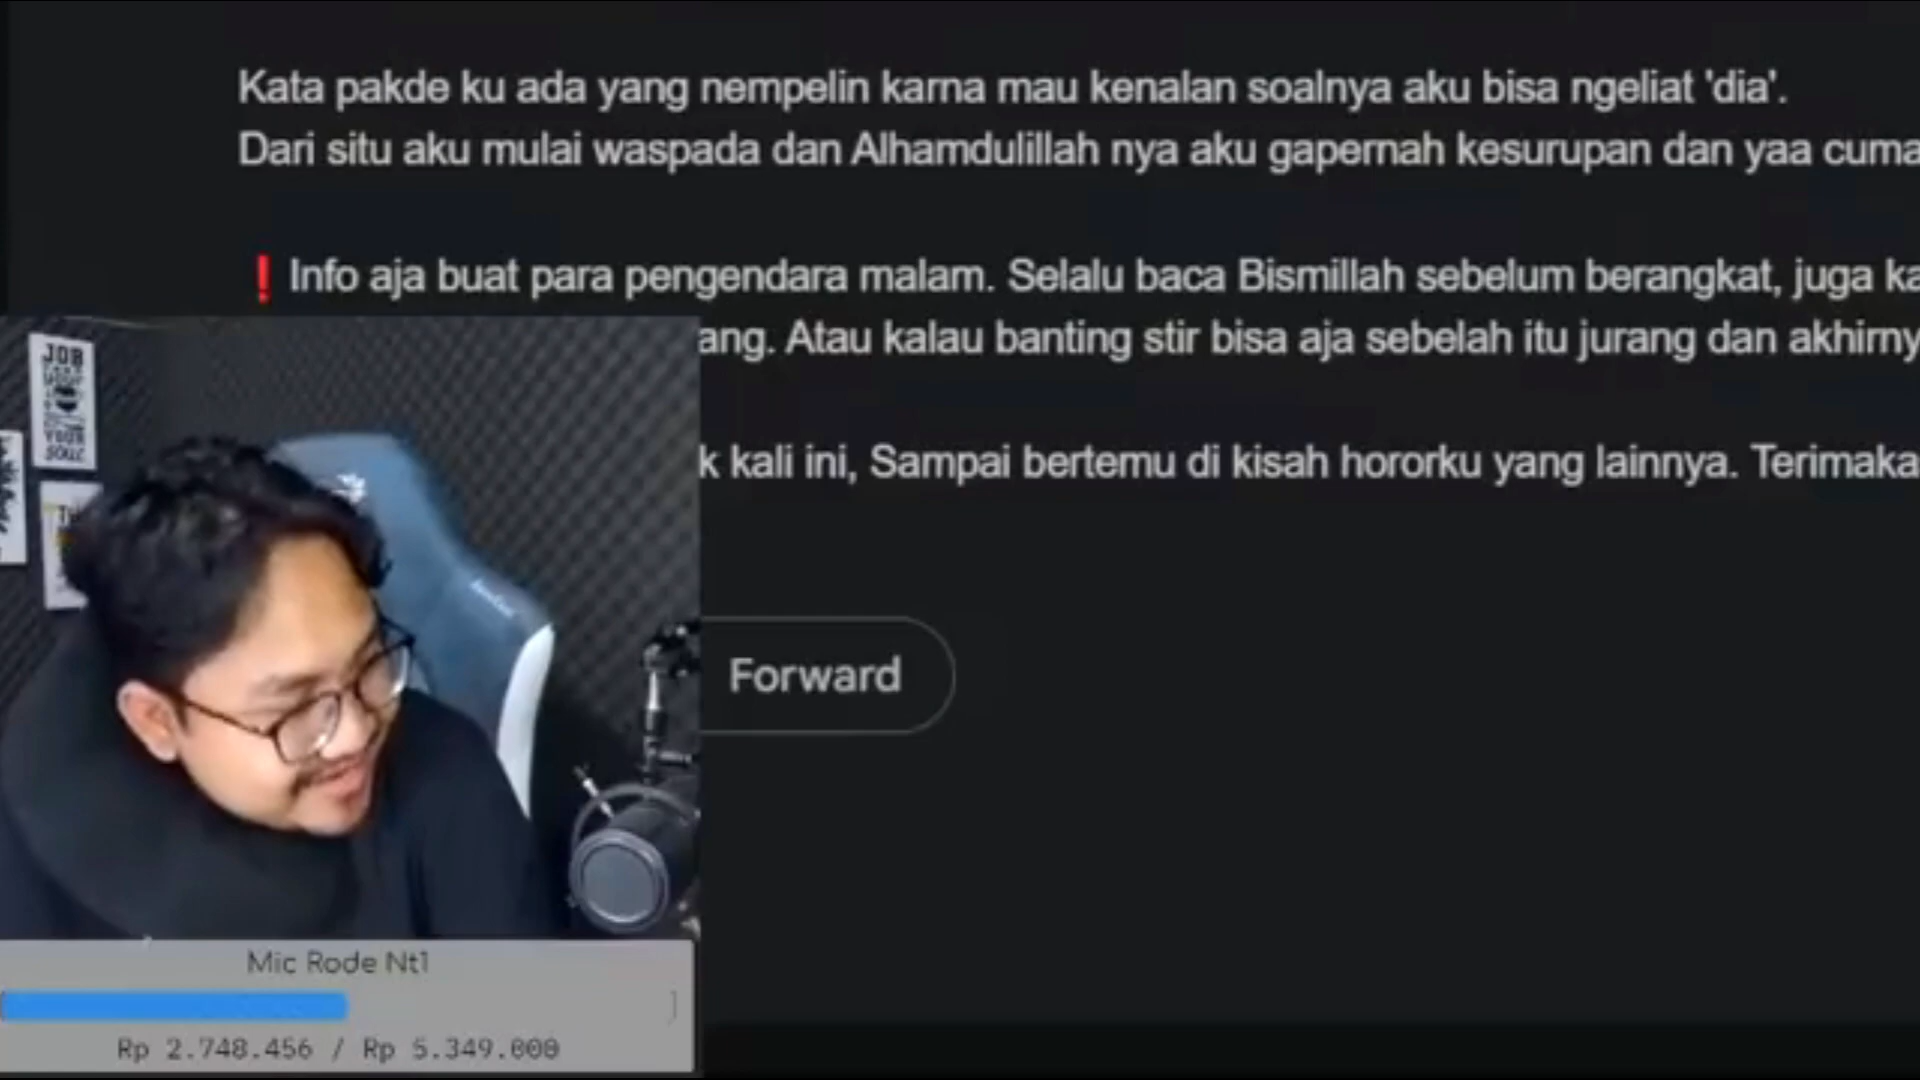 Kata pakde ku ada yang nempelin karna mau kenalan soalnya aku bisa ngeliat 'dia'.
Dari situ aku mulai waspada dan Alhamdulillah nya aku gapernah kesurupan dan yaa cuma
❗Info aja buat para pengendara malam. Selalu baca Bismillah sebelum berangkat, juga ka
ang. Atau kalau banting stir bisa aja sebelah itu jurang dan akhirny
k kali ini, Sampai bertemu di kisah hororku yang lainnya. Terimaka
JOB
YOUR
SOUL
Forward
Mic Rode Nt1
Rp 2.748.456 / Rp 5.349.000